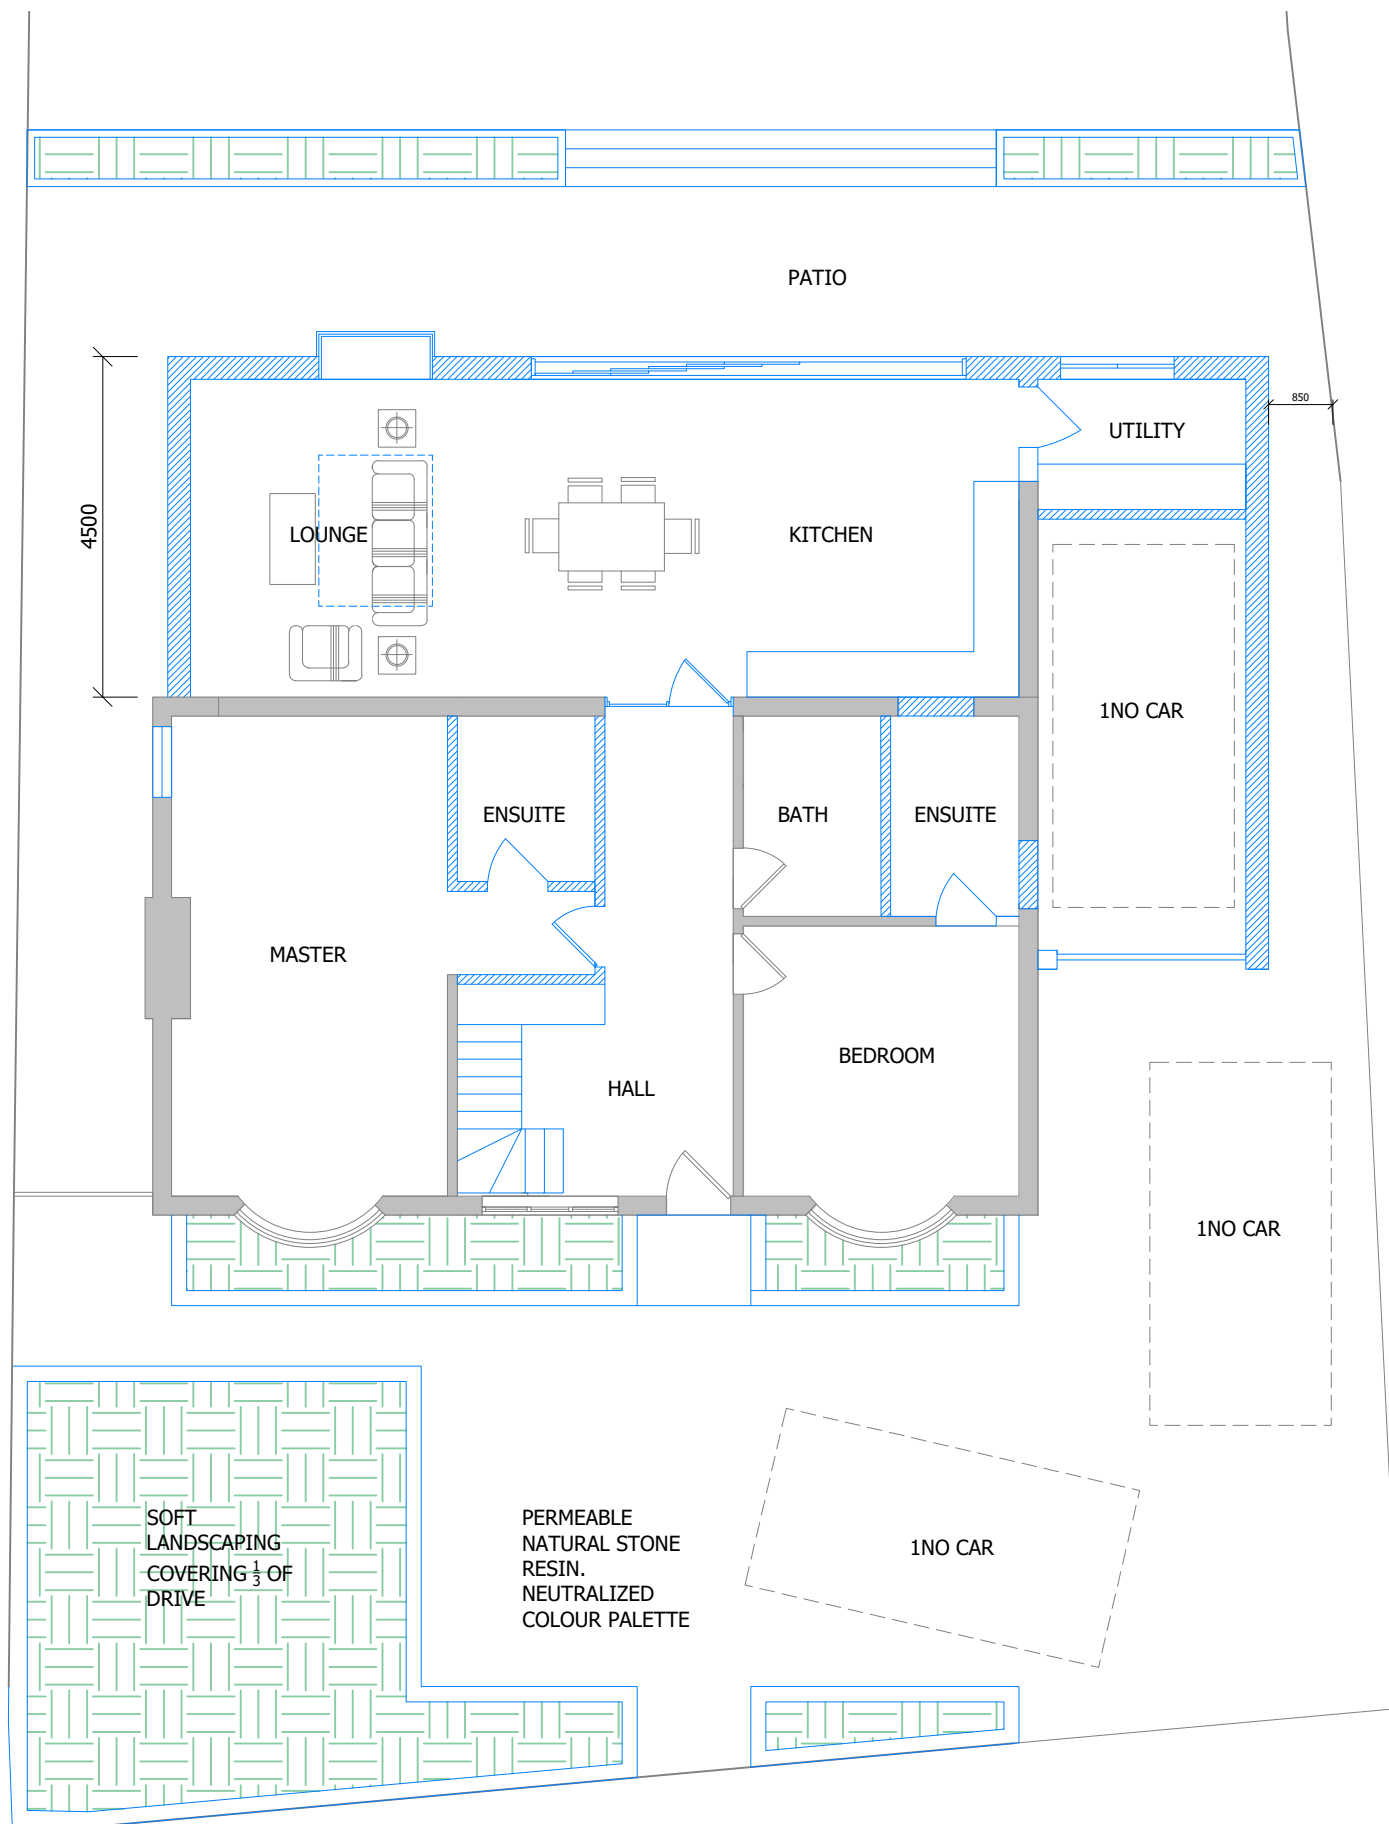 PATIO
850
UTILITY
4500
LOUNGE
KITCHEN
1NO CAR
ENSUITE
BATH
ENSUITE
MASTER
BEDROOM
HALL
1NO CAR
SOFT
LANDSCAPING
COVERING 1/3 OF
DRIVE
PERMEABLE
NATURAL STONE
RESIN.
NEUTRALIZED
COLOUR PALETTE
1NO CAR